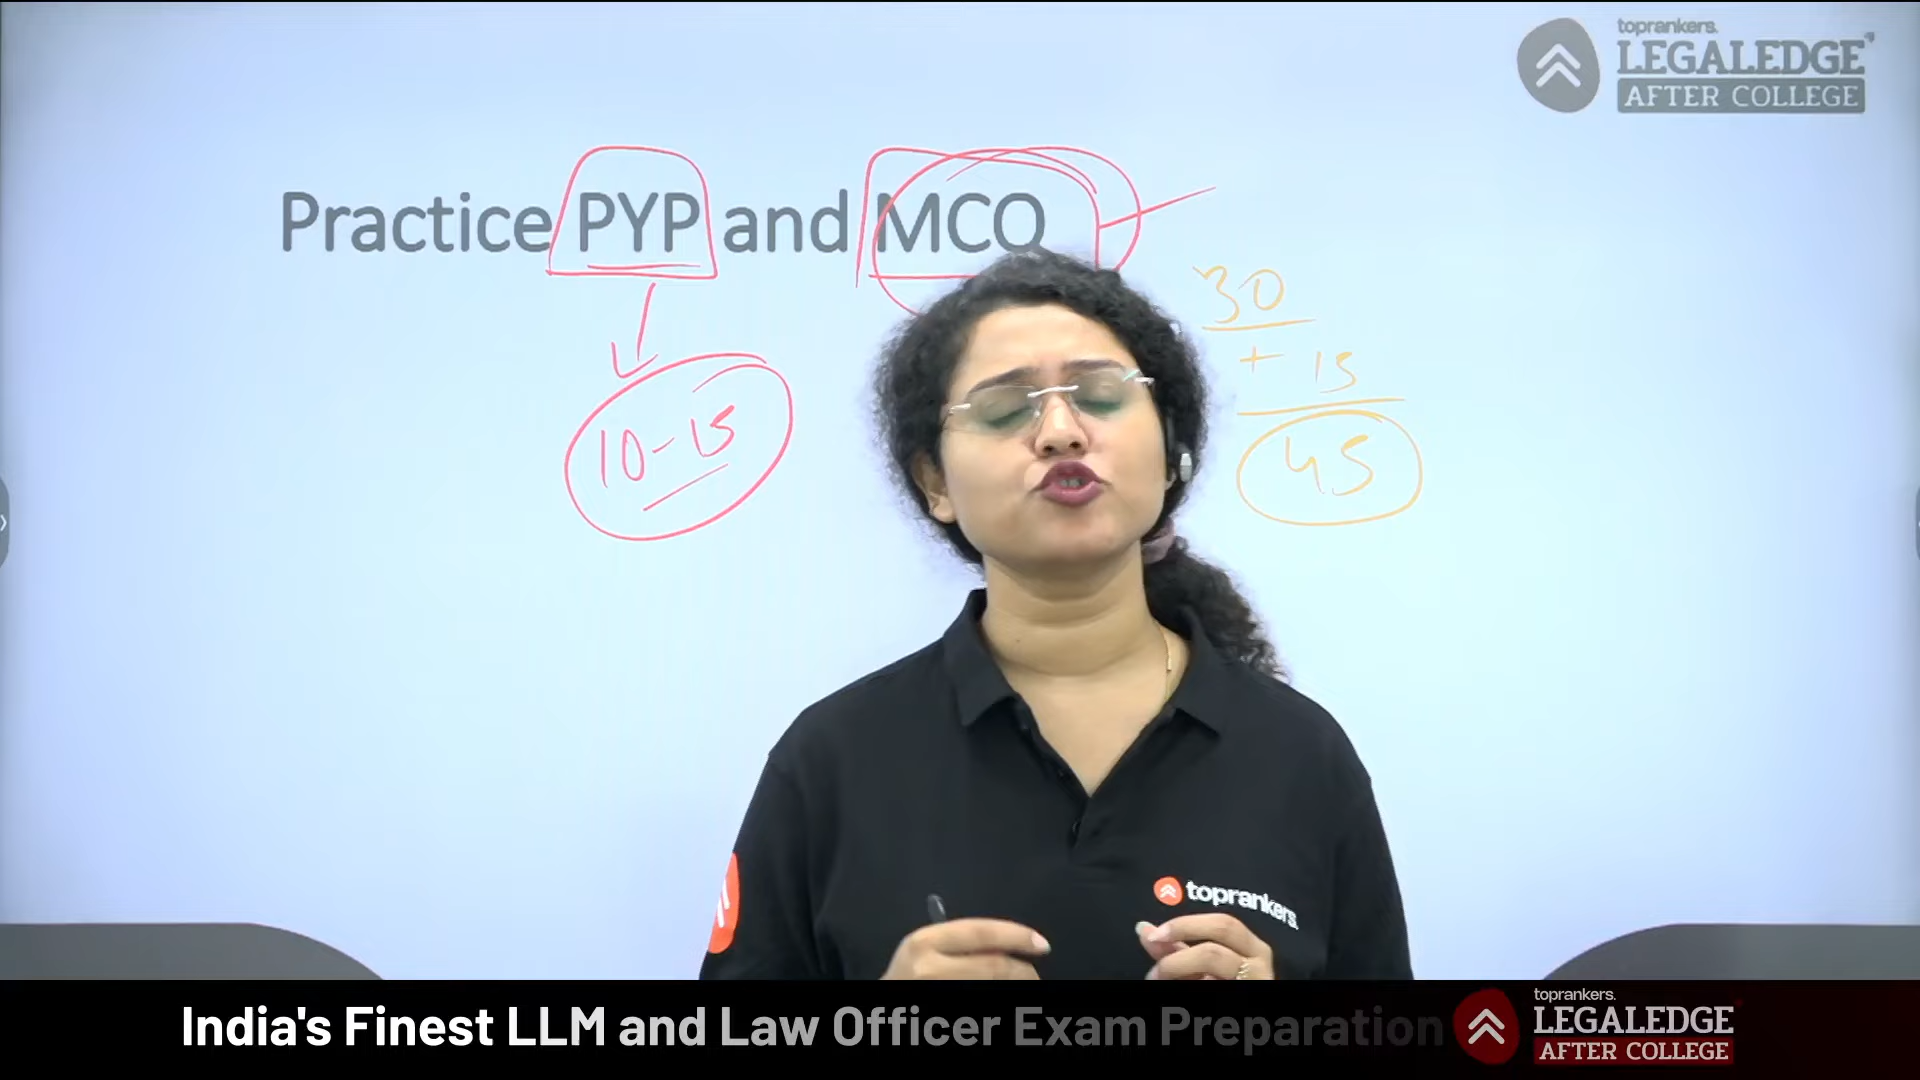 toprankers.
LEGALEDGE
AFTER COLLEGE
Practice PYP and MCQ
30
+ 15
45
10-15
toprankers.
India's Finest LLM and Law Officer Exam Preparation
toprankers.
LEGALEDGE
AFTER COLLEGE